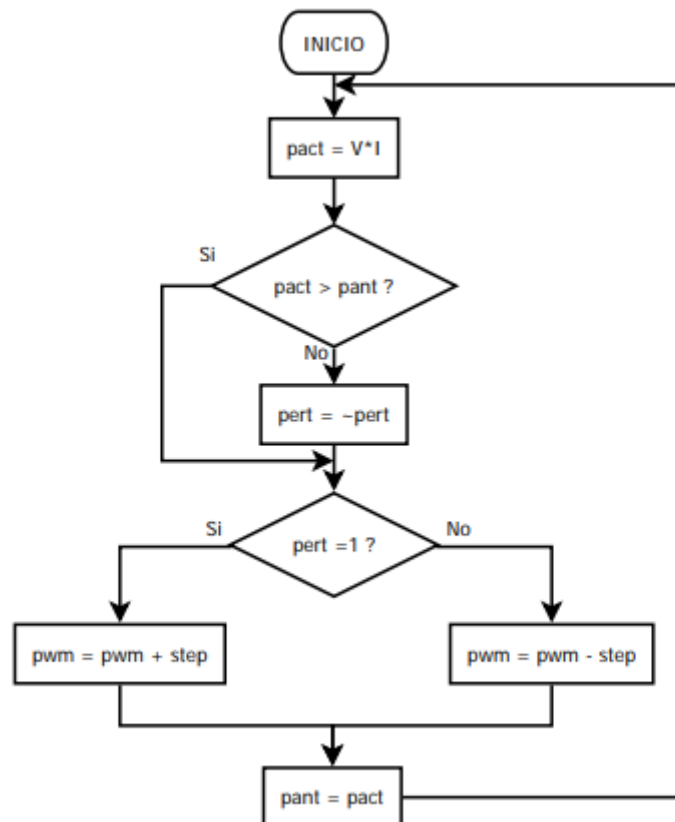 INICIO
pact = V*I
Si
pact > pant ?
No
pert = ~pert
Si
pert =1 ?
No
pwm = pwm + step
pwm = pwm - step
pant = pact